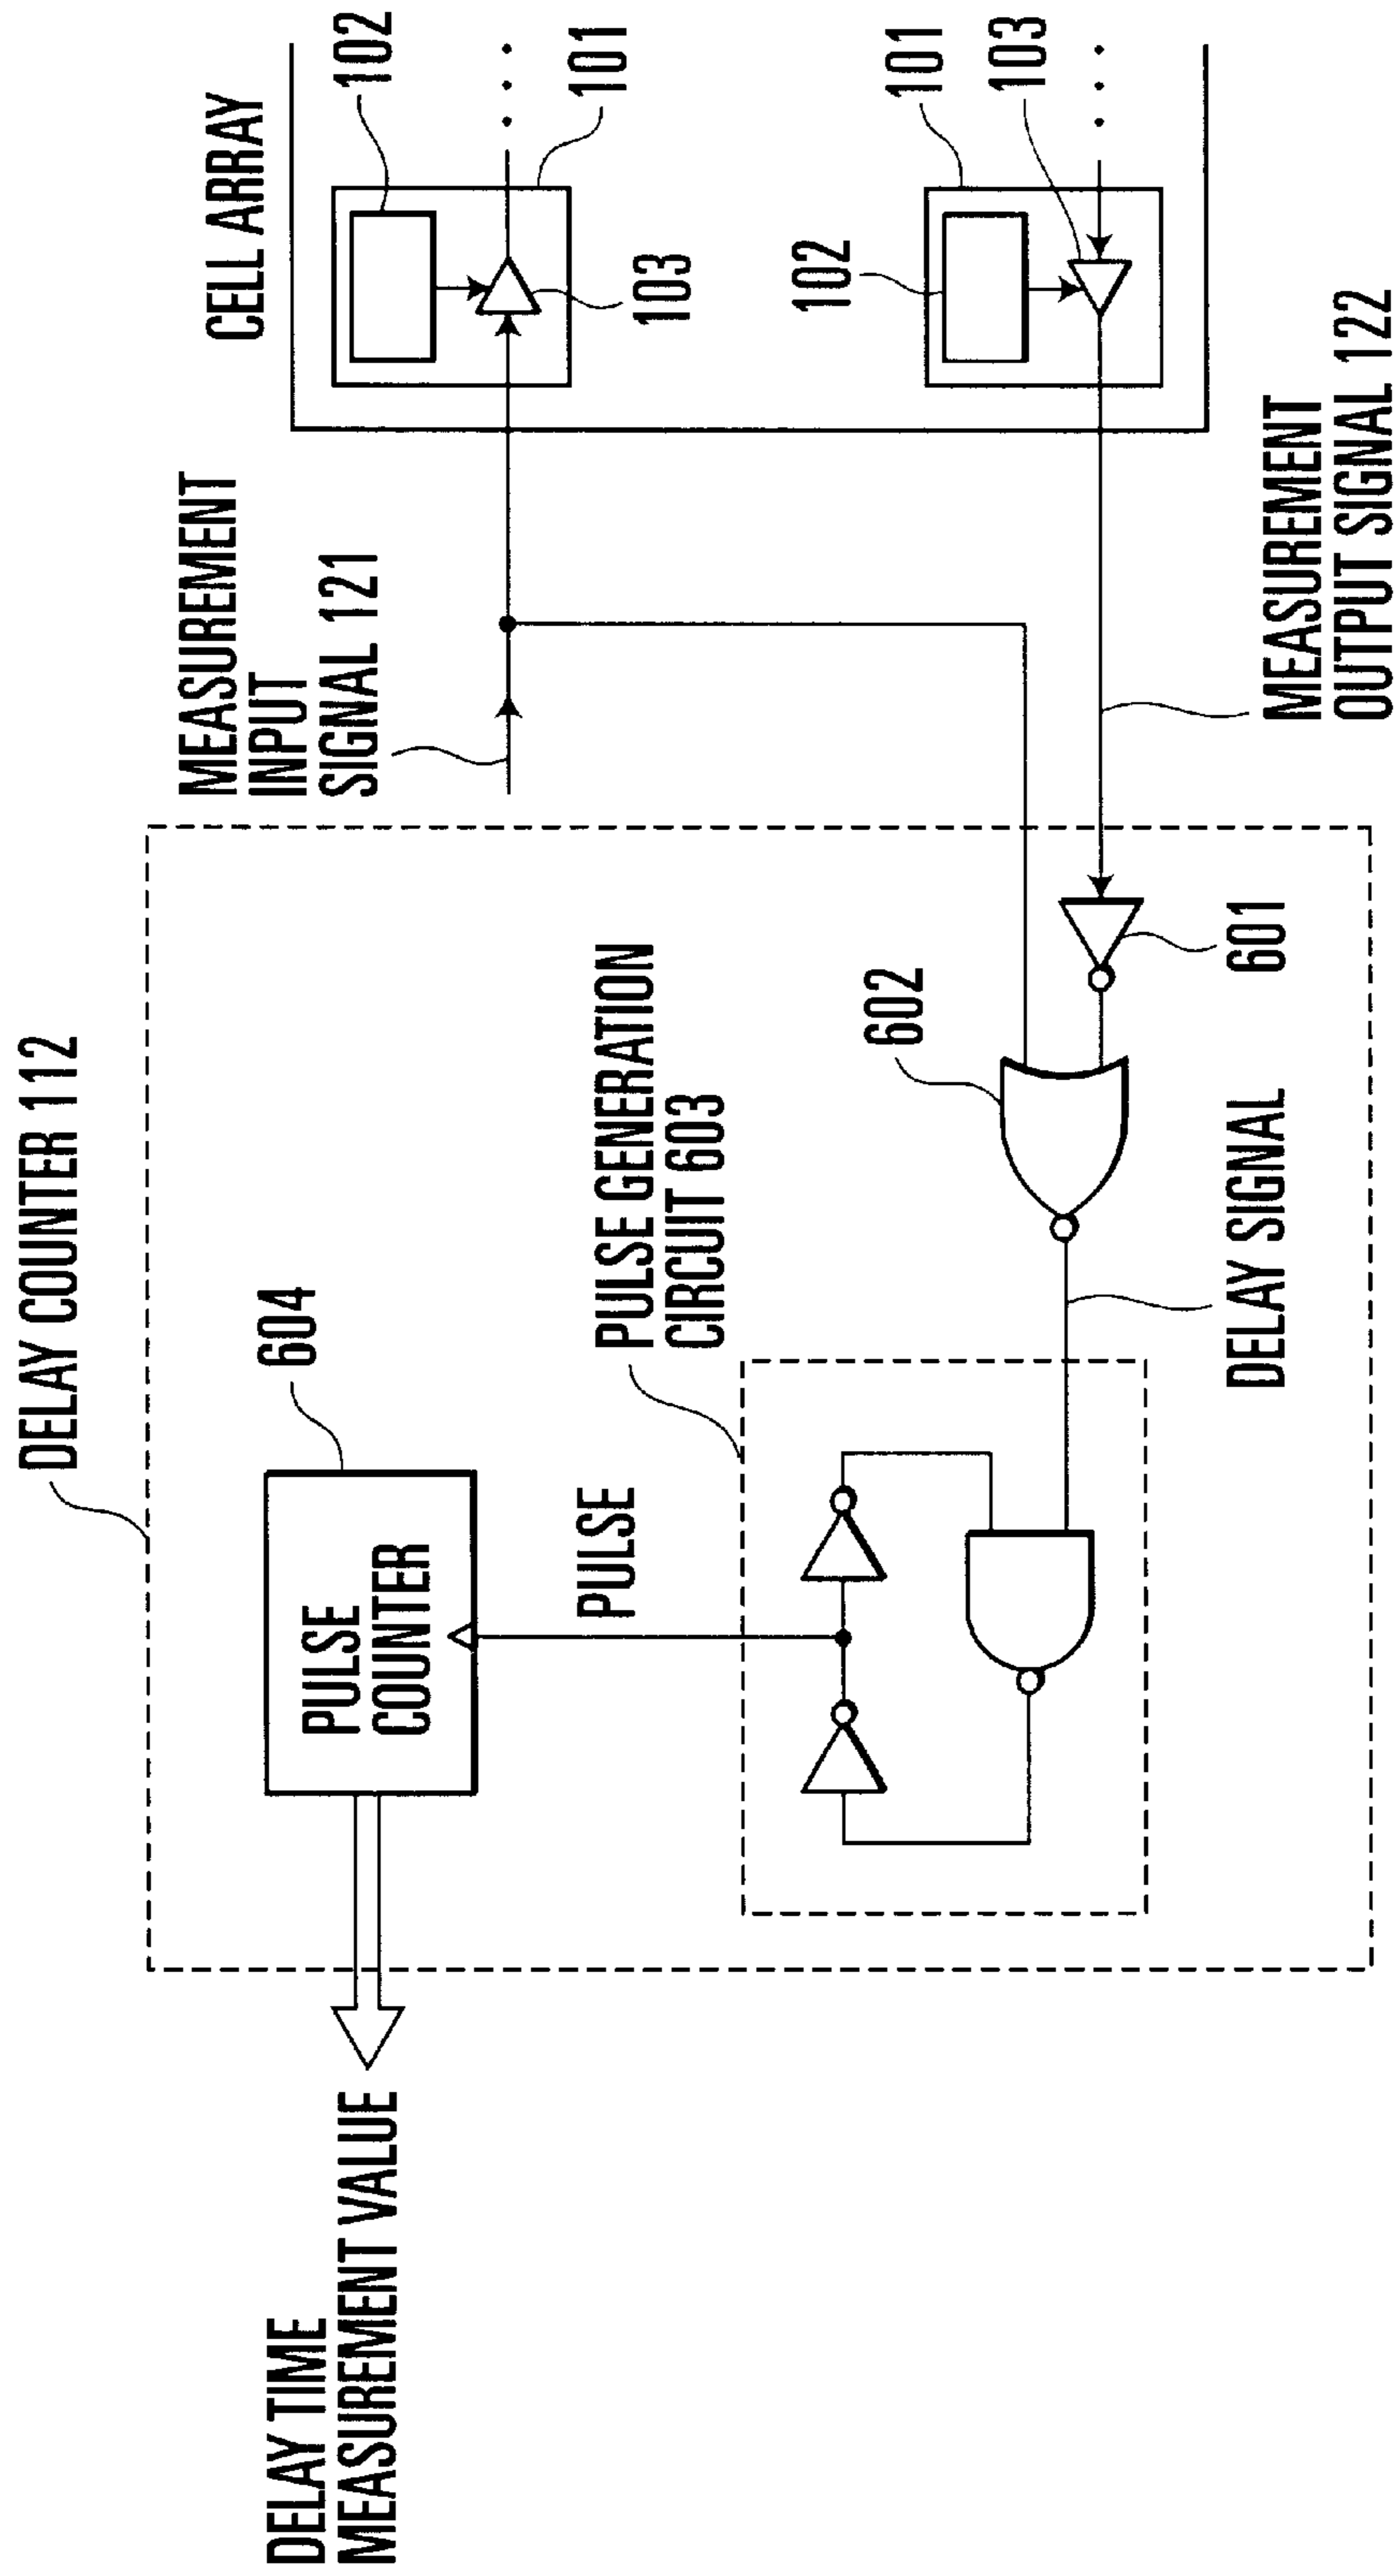 DELAY TIME
MEASUREMENT VALUE
DELAY COUNTER 112
604
PULSE
COUNTER
PULSE
PULSE GENERATION
CIRCUIT 603
602
DELAY SIGNAL
601
MEASUREMENT
INPUT
SIGNAL 121
MEASUREMENT
OUTPUT SIGNAL 122
CELL ARRAY
102
101
103
102
101
103